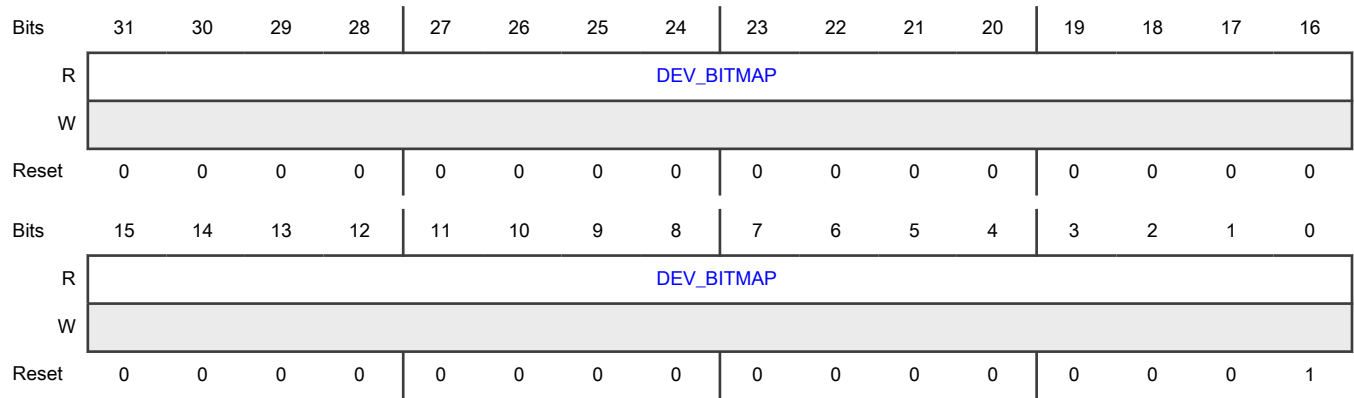 Bits 31 30 29 28 27 26 25 24 23 22 21 20 19 18 17 16
R DEV_BITMAP
W
Reset 0 0 0 0 0 0 0 0 0 0 0 0 0 0 0 0
Bits 15 14 13 12 11 10 9 8 7 6 5 4 3 2 1 0
R DEV_BITMAP
W
Reset 0 0 0 0 0 0 0 0 0 0 0 0 0 0 0 1